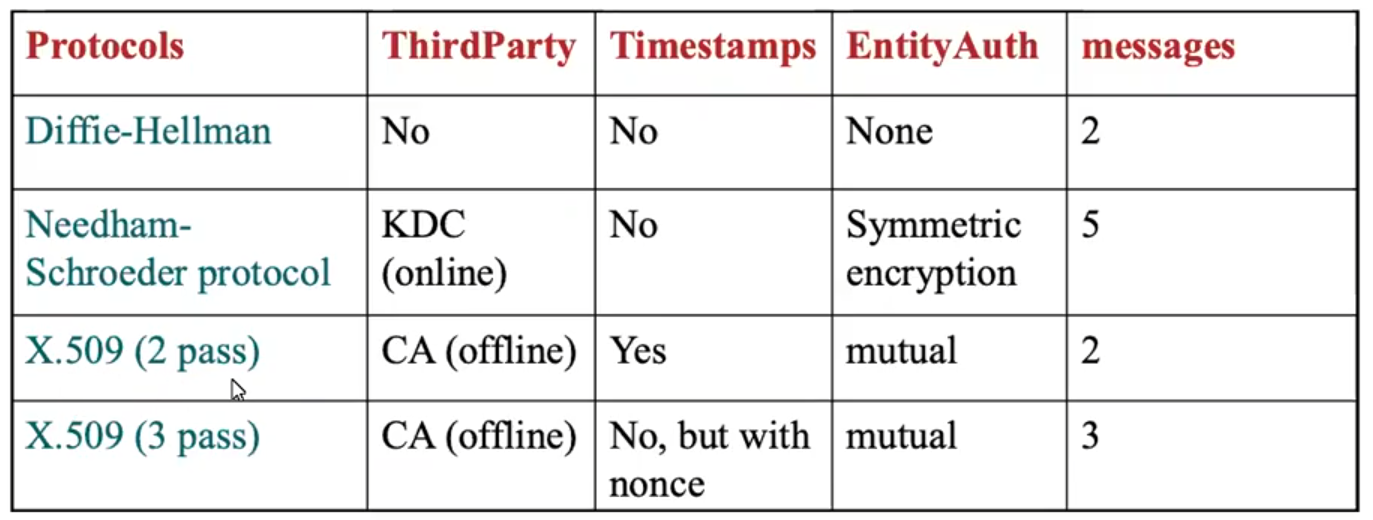 Protocols ThirdParty Timestamps EntityAuth messages
Diffie-Hellman No No None 2
Needham- KDC No Symmetric 5
Schroeder protocol (online) encryption
X.509 (2 pass) CA (offline) Yes mutual 2
X.509 (3 pass) CA (offline) No, but with mutual 3
nonce